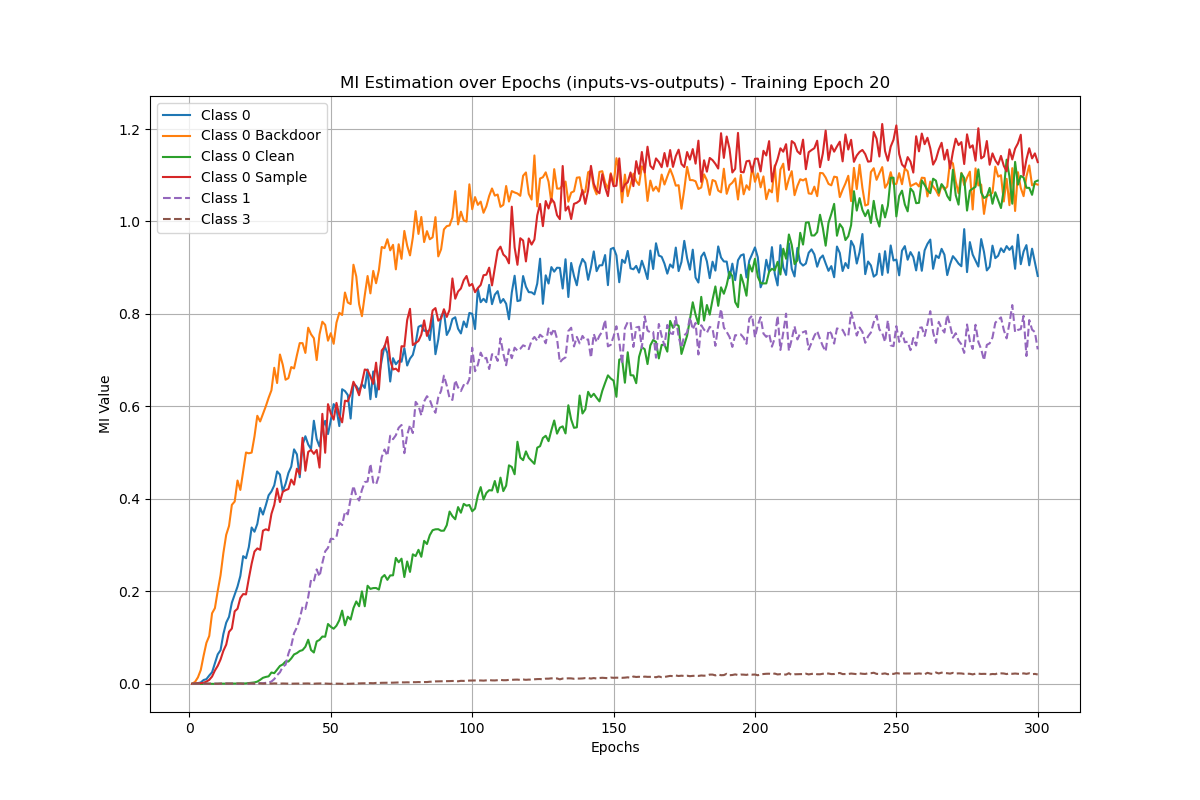 MI Estimation over Epochs (inputs-vs-outputs) - Training Epoch 20
Class 0
Class 0 Backdoor
Class 0 Clean
Class 0 Sample
Class 1
Class 3
MI Value
1.2
1.0
0.8
0.6
0.4
0.2
0.0
0 50 100 150 200 250 300
Epochs